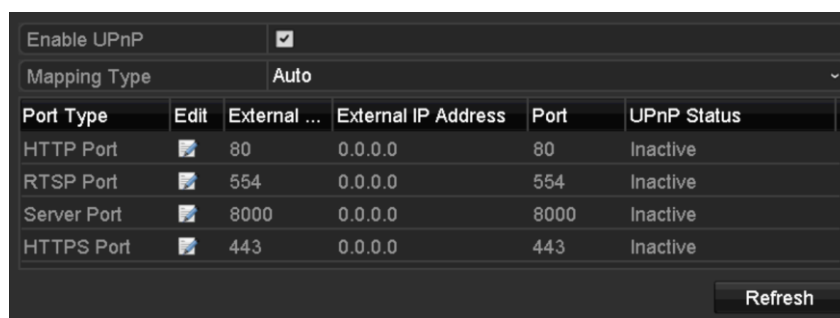 Enable UPnP
Mapping Type Auto
Port Type Edit External ... External IP Address Port UPnP Status
HTTP Port 80 0.0.0.0 80 Inactive
RTSP Port 554 0.0.0.0 554 Inactive
Server Port 8000 0.0.0.0 8000 Inactive
HTTPS Port 443 0.0.0.0 443 Inactive
Refresh